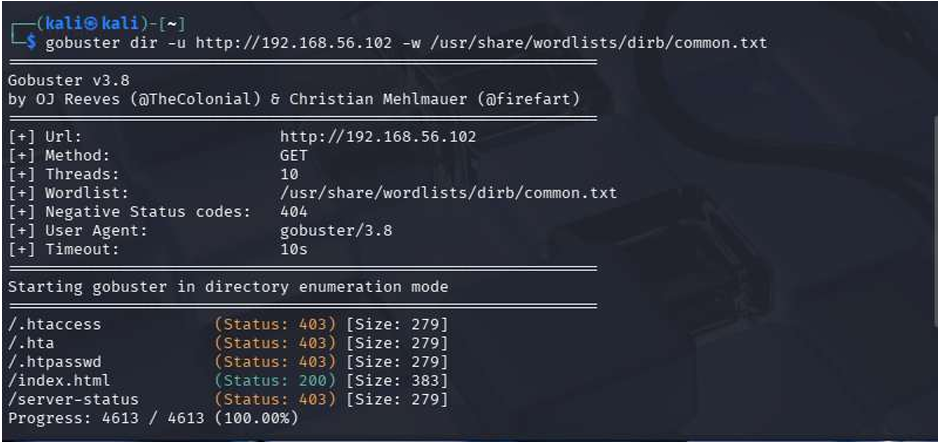 ┌──(kali㉿kali)-[~]
└─$ gobuster dir -u http://192.168.56.102 -w /usr/share/wordlists/dirb/common.txt
===============================================================
Gobuster v3.8
by OJ Reeves (@TheColonial) & Christian Mehlmauer (@firefart)
===============================================================
[+] Url:                     http://192.168.56.102
[+] Method:                  GET
[+] Threads:                 10
[+] Wordlist:                /usr/share/wordlists/dirb/common.txt
[+] Negative Status codes:   404
[+] User Agent:              gobuster/3.8
[+] Timeout:                 10s
===============================================================
Starting gobuster in directory enumeration mode
===============================================================
/.htaccess            (Status: 403) [Size: 279]
/.hta                 (Status: 403) [Size: 279]
/.htpasswd            (Status: 403) [Size: 279]
/index.html           (Status: 200) [Size: 383]
/server-status        (Status: 403) [Size: 279]
Progress: 4613 / 4613 (100.00%)